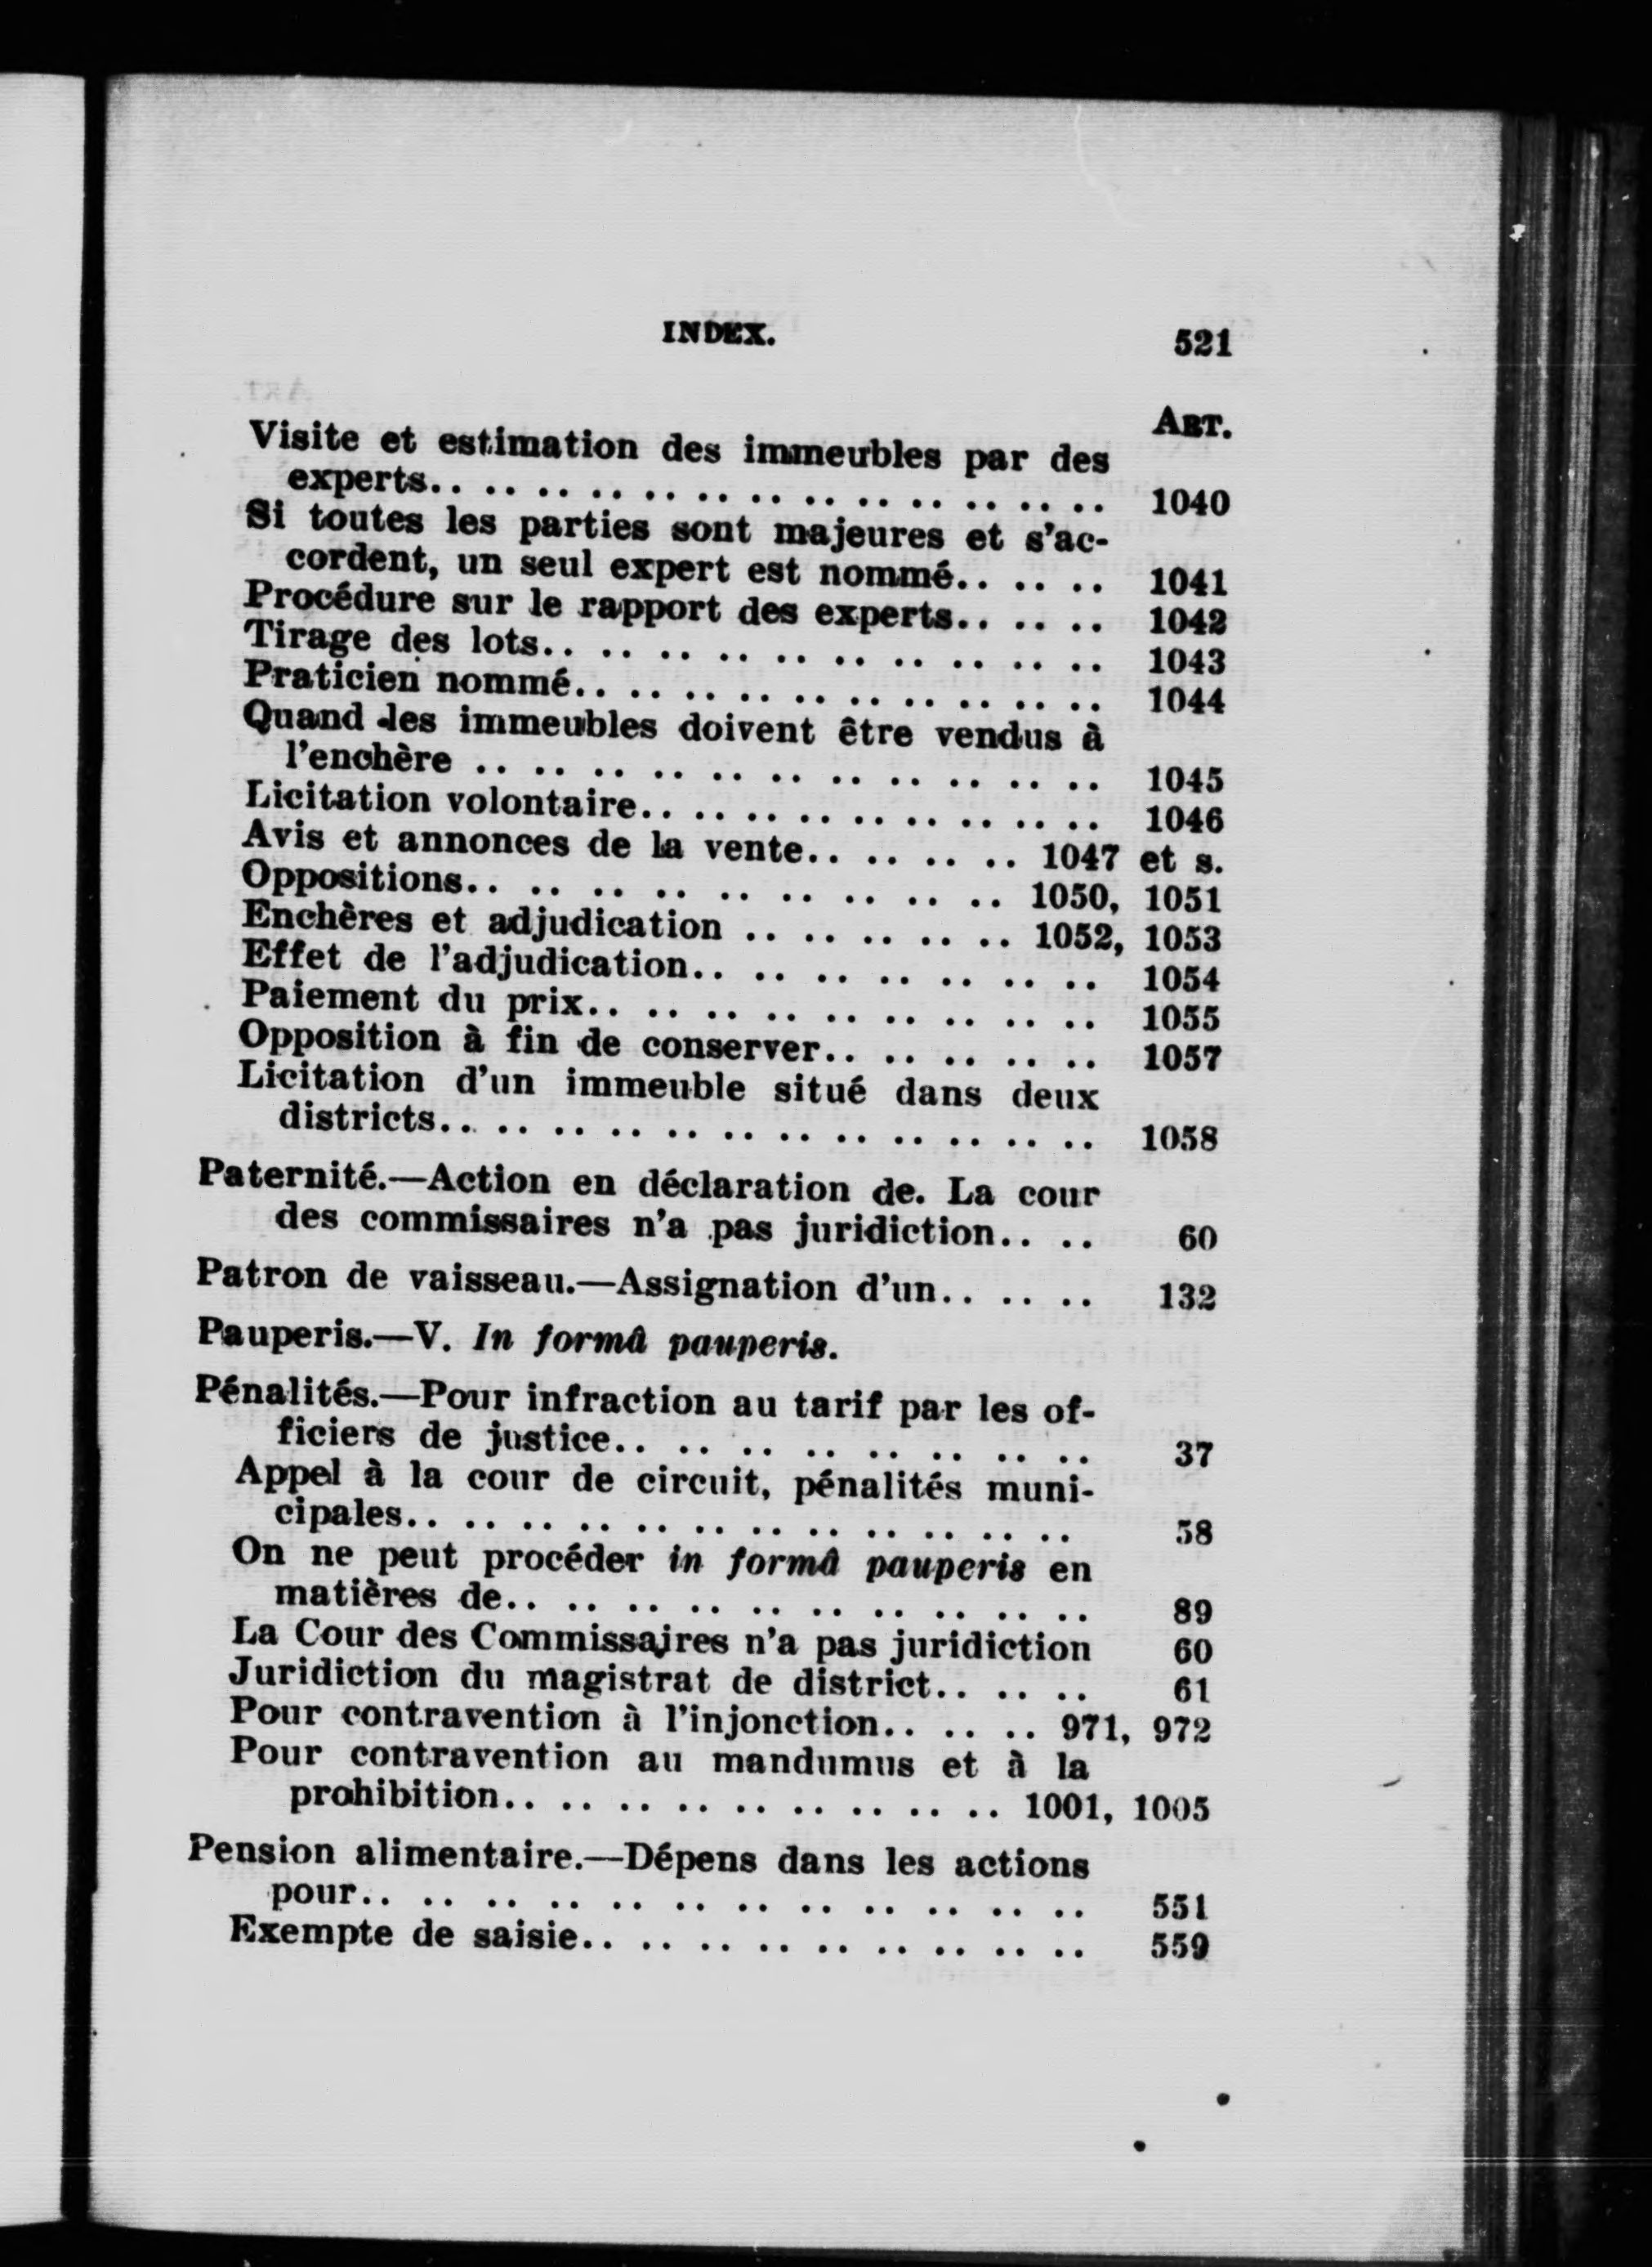 INDEX. 521
ART.
Visite et estimation des immeubles par des
experts.. .. .. .. .. .. .. .. .. .. .. .. .. 1040
Si toutes les parties sont majeures et s'ac-
cordent, un seul expert est nommé.. .. .. 1041
Procédure sur le rapport des experts.. .. .. 1042
Tirage des lots.. .. .. .. .. .. .. .. .. .. 1043
Praticien nommé.. .. .. .. .. .. .. .. .. .. 1044
Quand les immeubles doivent être vendus à
l'enchère .. .. .. .. .. .. .. .. .. .. .. 1045
Licitation volontaire.. .. .. .. .. .. .. .. .. 1046
Avis et annonces de la vente.. .. .. .. 1047 et s.
Oppositions.. .. .. .. .. .. .. .. .. 1050, 1051
Enchères et adjudication .. .. .. .. .. 1052, 1053
Effet de l'adjudication.. .. .. .. .. .. .. 1054
Paiement du prix.. .. .. .. .. .. .. .. .. 1055
Opposition à fin de conserver.. .. .. .. .. 1057
Licitation d'un immeuble situé dans deux
districts.. .. .. .. .. .. .. .. .. .. .. .. 1058
Paternité.—Action en déclaration de. La cour
des commissaires n'a pas juridiction.. .. 60
Patron de vaisseau.—Assignation d'un.. .. .. 132
Pauperis.—V. In formâ pauperis.
Pénalités.—Pour infraction au tarif par les of-
ficiers de justice.. .. .. .. .. .. .. .. 37
Appel à la cour de circuit, pénalités muni-
cipales.. .. .. .. .. .. .. .. .. .. .. .. 58
On ne peut procéder in formâ pauperis en
matières de.. .. .. .. .. .. .. .. .. .. 89
La Cour des Commissaires n'a pas juridiction 60
Juridiction du magistrat de district.. .. .. 61
Pour contravention à l'injonction.. .. .. 971, 972
Pour contravention au mandumus et à la
prohibition.. .. .. .. .. .. .. .. .. 1001, 1005
Pension alimentaire.—Dépens dans les actions
pour.. .. .. .. .. .. .. .. .. .. .. .. 551
Exempte de saisie.. .. .. .. .. .. .. .. .. 559